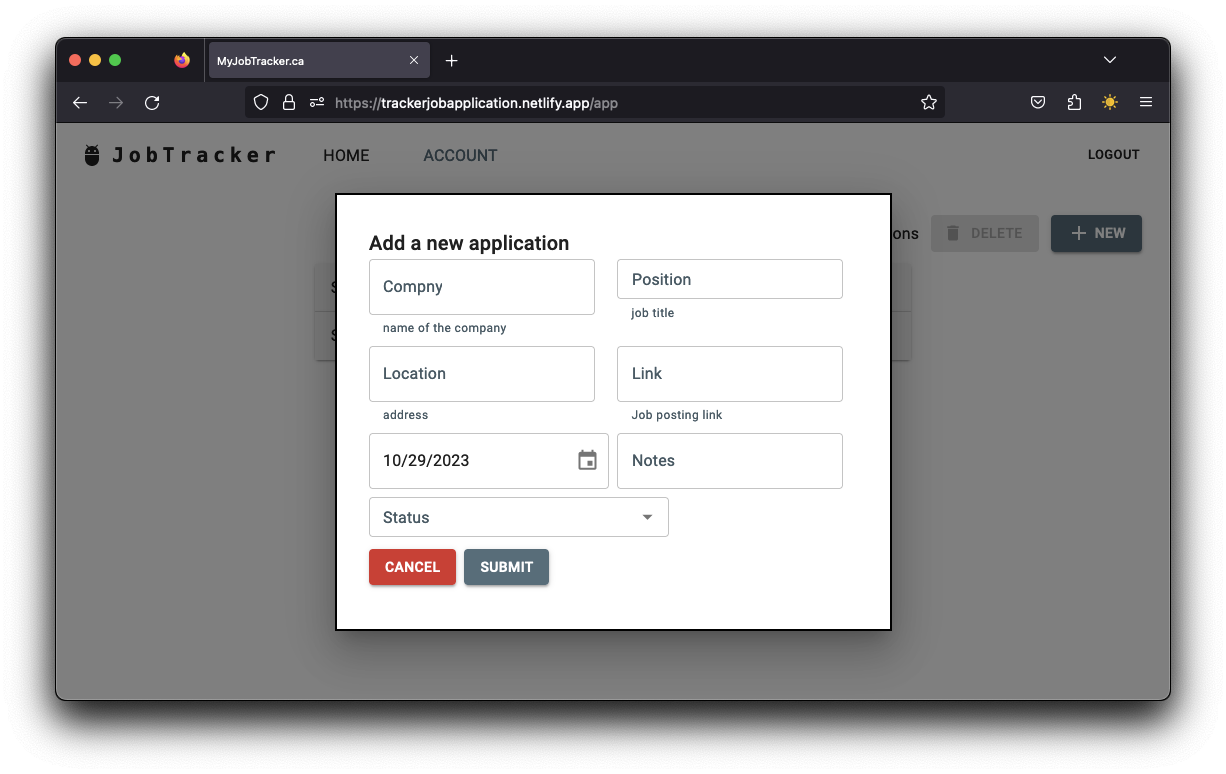 MyJobTracker.ca
https://trackerjobapplication.netlify.app/app
JobTracker HOME ACCOUNT LOGOUT
DELETE NEW
Add a new application
Compny Position
name of the company job title
Location Link
address Job posting link
10/29/2023 Notes
Status
CANCEL SUBMIT